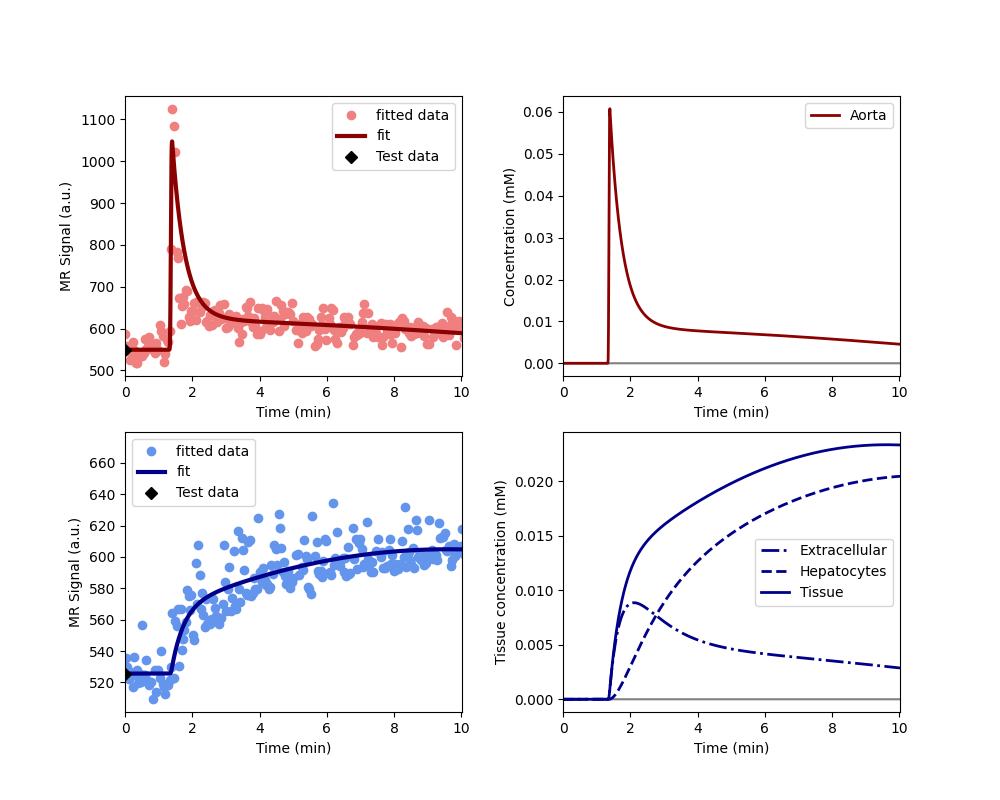 MR Signal (a.u.)
1100
1000
900
800
700
600
500
fitted data
fit
Test data
0 2 4 6 8 10
Time (min)
Concentration (mM)
0.06
0.05
0.04
0.03
0.02
0.01
0.00
Aorta
0 2 4 6 8 10
Time (min)
MR Signal (a.u.)
660
640
620
600
580
560
540
520
fitted data
fit
Test data
0 2 4 6 8 10
Time (min)
Tissue concentration (mM)
0.020
0.015
0.010
0.005
0.000
Extracellular
Hepatocytes
Tissue
0 2 4 6 8 10
Time (min)